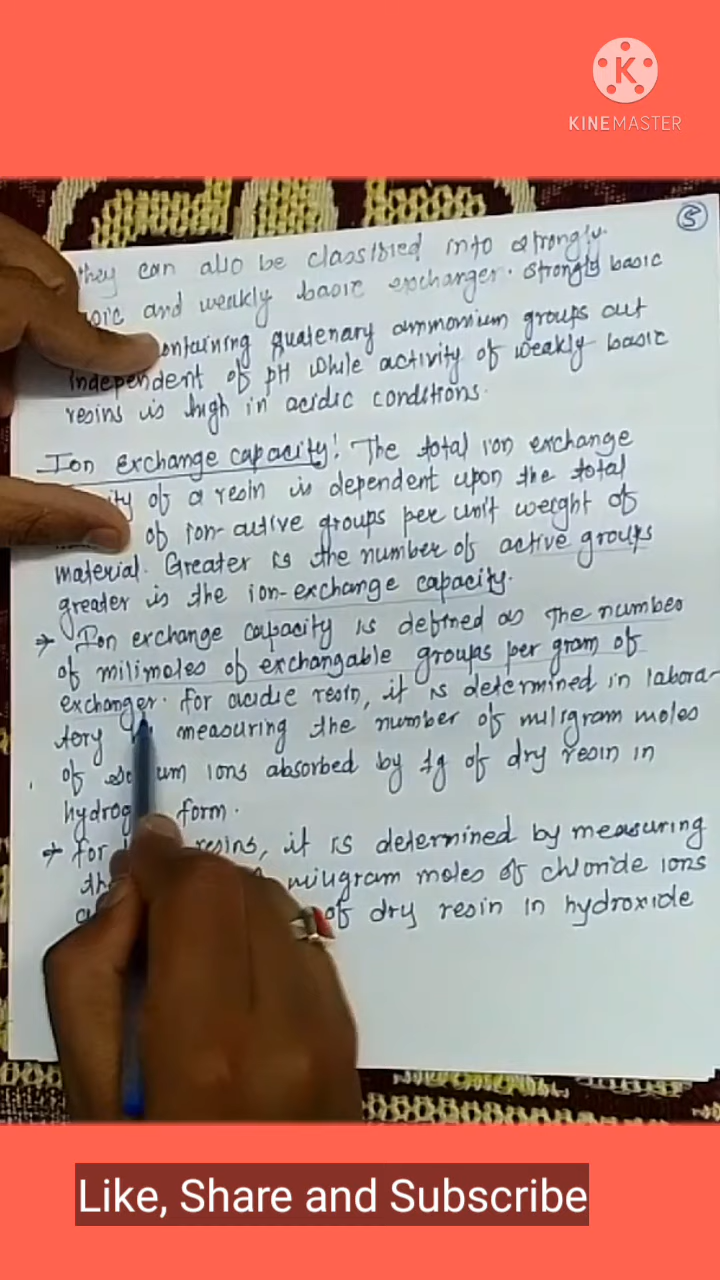 K
KINEMASTER
5
they can also be classified into strongly
and weakly basic exchanger. strongly basic
quatenary ammonium groups out
independent of pH while activity of weakly basic
resins is high in acidic conditions.
Ion exchange capacity! The total ion exchange
of a resin is dependent upon the total
of ion-active groups per unit weight of
material. Greater is the number of active groups
greater is the ion-exchange capacity.
→ Ion exchange capacity is defined as The number
of milimoles of exchangable groups per gram of
exchanger. for acidic resin, it is determined in labora-
tory measuring the number of miligram moles
of ions absorbed by 1g of dry resin in
form.
→ for resins, it is determined by measuring
miligram moles of chloride ions
of dry resin in hydroxide
Like, Share and Subscribe